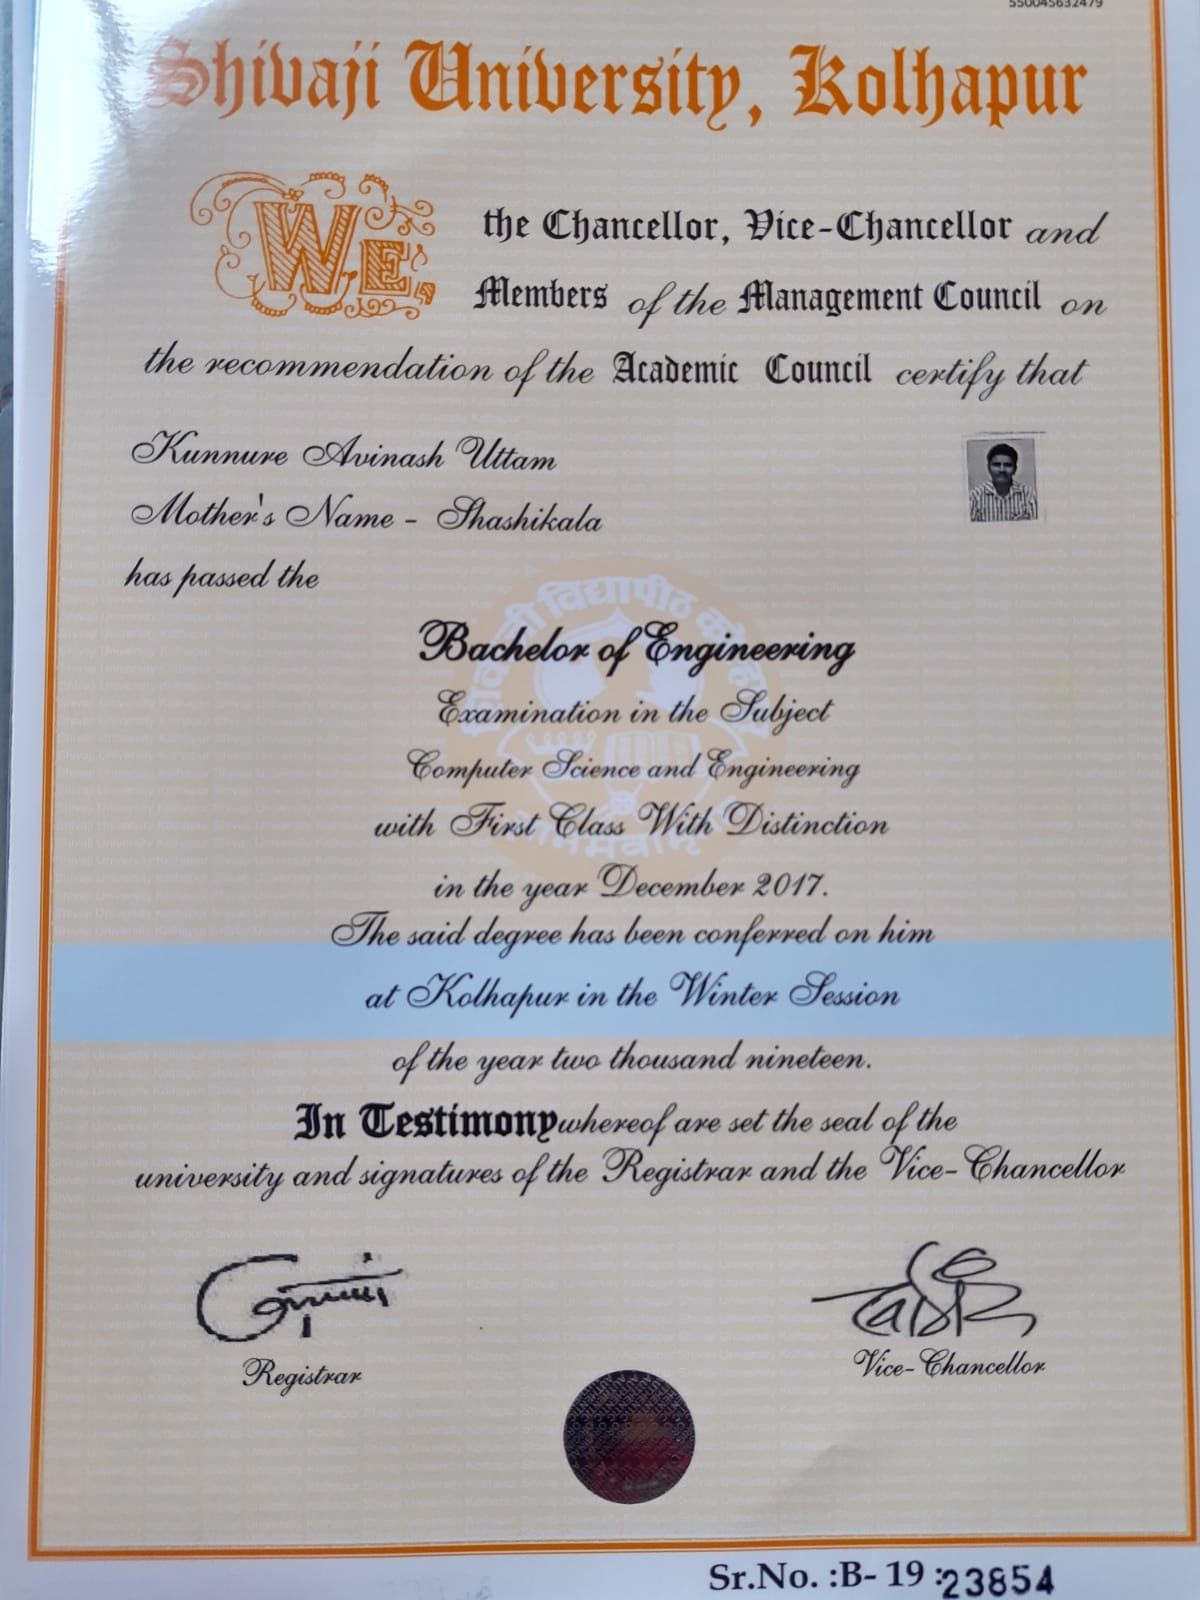 550045632479
Shivaji University, Kolhapur
WE, the Chancellor, Vice-Chancellor and
Members of the Management Council on
the recommendation of the Academic Council certify that
Kunnure Avinash Uttam
Mother's Name - Shashikala
has passed the
Bachelor of Engineering
Examination in the Subject
Computer Science and Engineering
with First Class With Distinction
in the year December 2017.
The said degree has been conferred on him
at Kolhapur in the Winter Session
of the year two thousand nineteen.
In Testimony whereof are set the seal of the
university and signatures of the Registrar and the Vice-Chancellor
Registrar
Vice-Chancellor
Sr.No. :B- 19 :23854